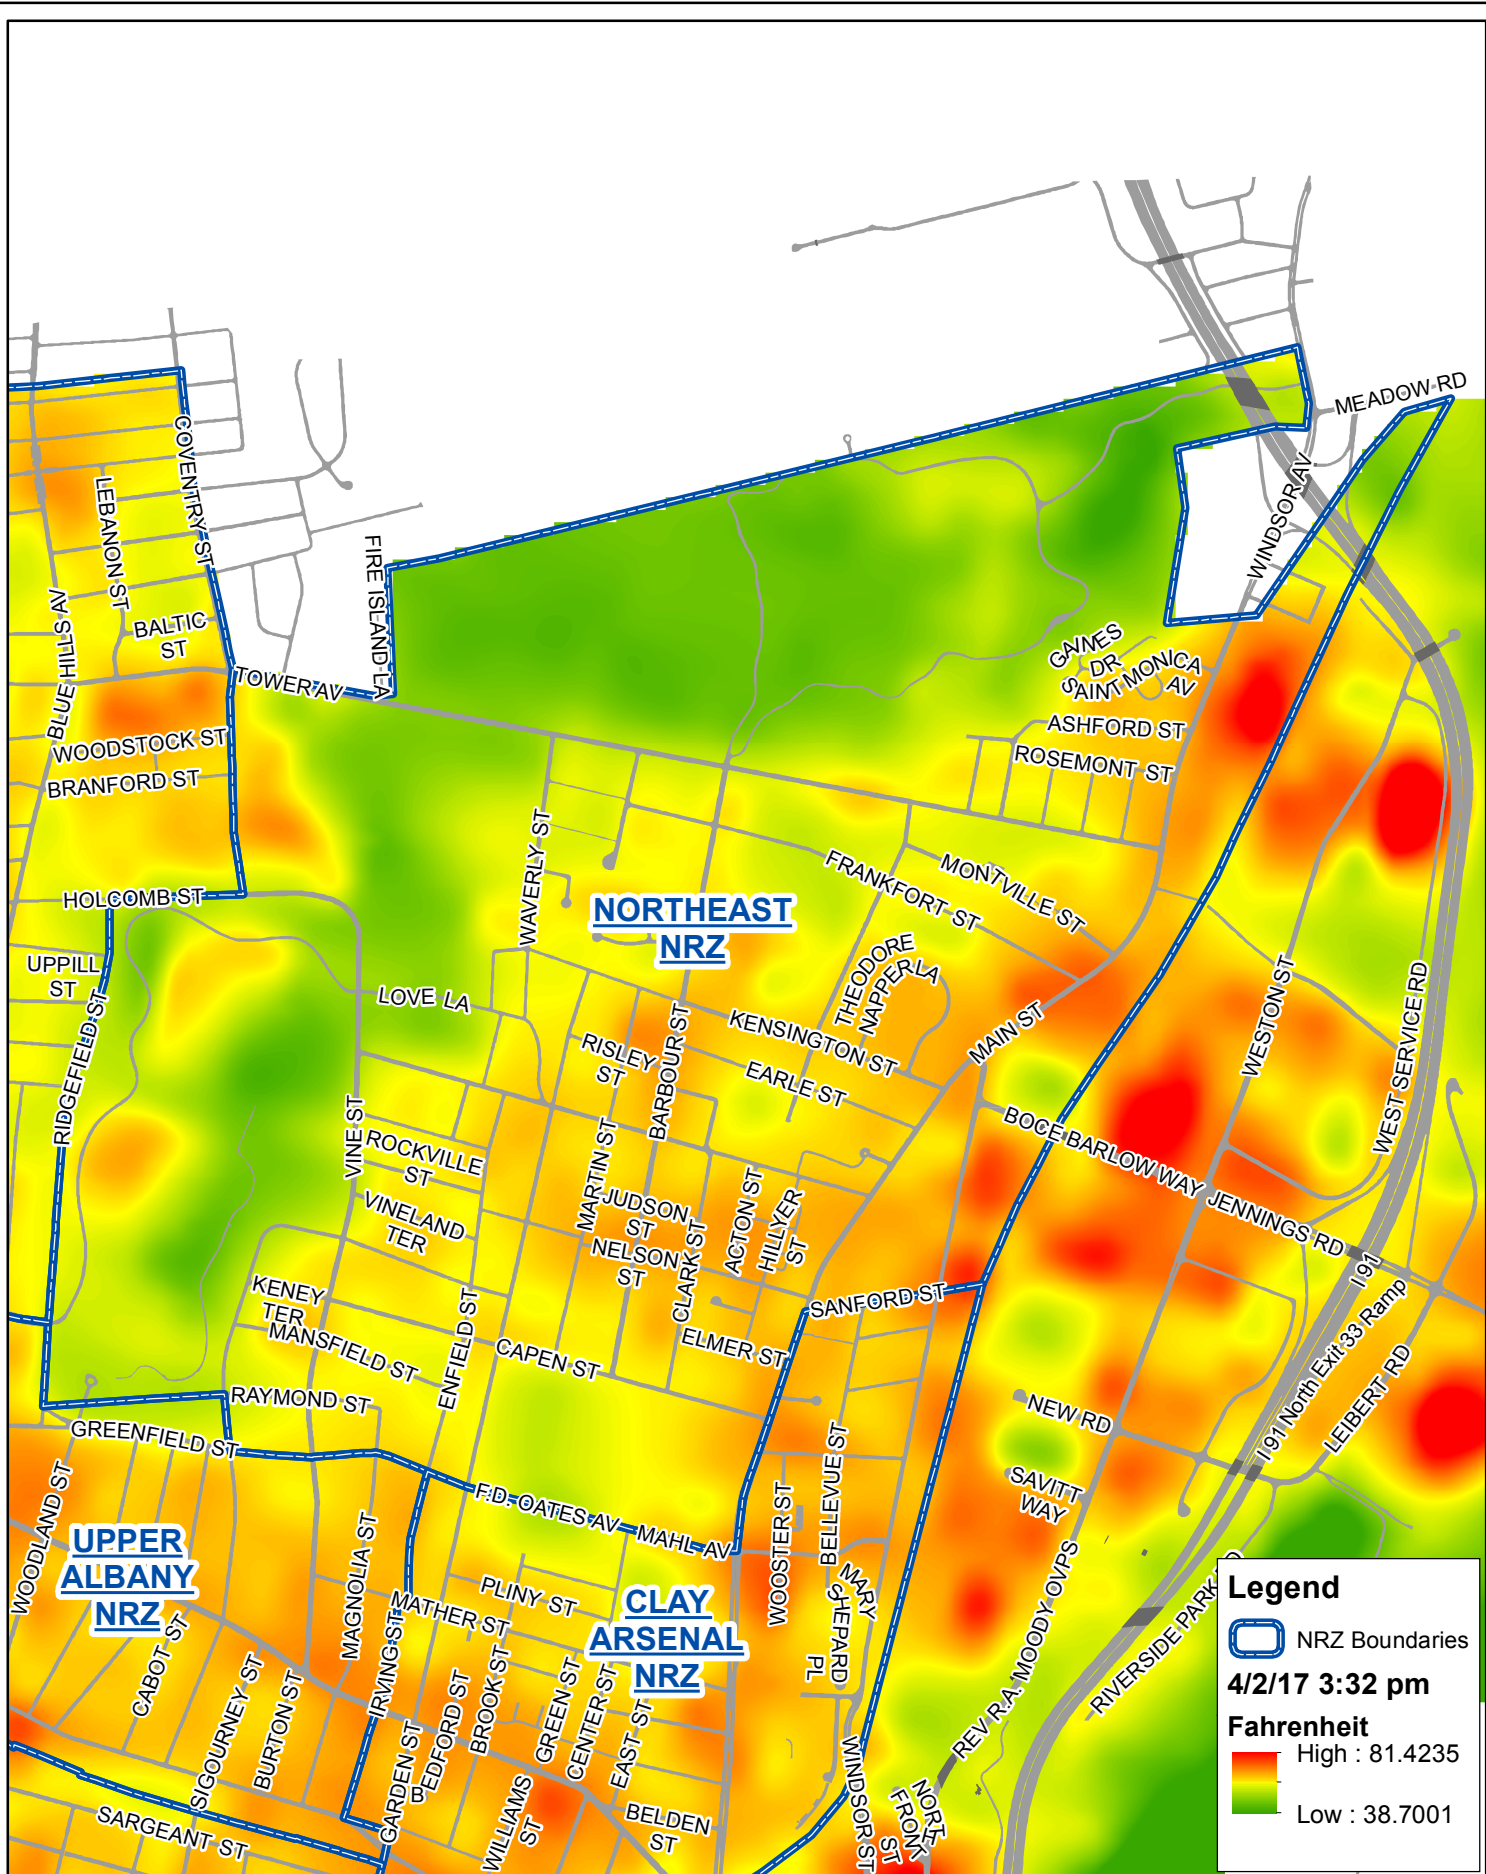 MEADOW RD
COVENTRY ST
LEBANON ST
WINDSOR AV
FIRE ISLAND LA
BLUE HILLS AV
BALTIC
ST
TOWER AV
GAINES
DR
SAINT MONICA
AV
WOODSTOCK ST
ASHFORD ST
ROSEMONT ST
BRANFORD ST
WAVERLY ST
FRANKFORT ST
MONTVILLE ST
HOLCOMB ST
NORTHEAST
NRZ
UPPILL
ST
THEODORE
NAPPER LA
LOVE LA
WESTON ST
WEST SERVICE RD
RIDGEFIELD ST
RISLEY
ST
BARBOUR ST
KENSINGTON ST
MAIN ST
EARLE ST
BOCE BARLOW WAY
JENNINGS RD
VINE ST
ROCKVILLE
ST
MARTIN ST
JUDSON
ST
ACTON ST
HILLYER
ST
VINELAND
TER
NELSON
ST
CLARK ST
I 91
KENEY
TER
SANFORD ST
MANSFIELD ST
ENFIELD ST
CAPEN ST
ELMER ST
I 91 North Exit 33 Ramp
LEIBERT RD
RAYMOND ST
NEW RD
GREENFIELD ST
WOODLAND ST
F.D. OATES AV
MAHL AV
WOOSTER ST
BELLEVUE ST
SAVITT
WAY
UPPER
ALBANY
NRZ
MAGNOLIA ST
PLINY ST
MATHER ST
CLAY
ARSENAL
NRZ
MARY
SHEPARD
PL
REV R.A. MOODY OVPS
RIVERSIDE PARK
CABOT ST
SIGOURNEY ST
BURTON ST
IRVING ST
GARDEN ST
BEDFORD ST
BROOK ST
GREEN ST
CENTER ST
EAST ST
WILLIAMS
ST
BELDEN
ST
WINDSOR ST
NORTH
FRONT
ST
SARGEANT ST
Legend
NRZ Boundaries
4/2/17 3:32 pm
Fahrenheit
High : 81.4235
Low : 38.7001